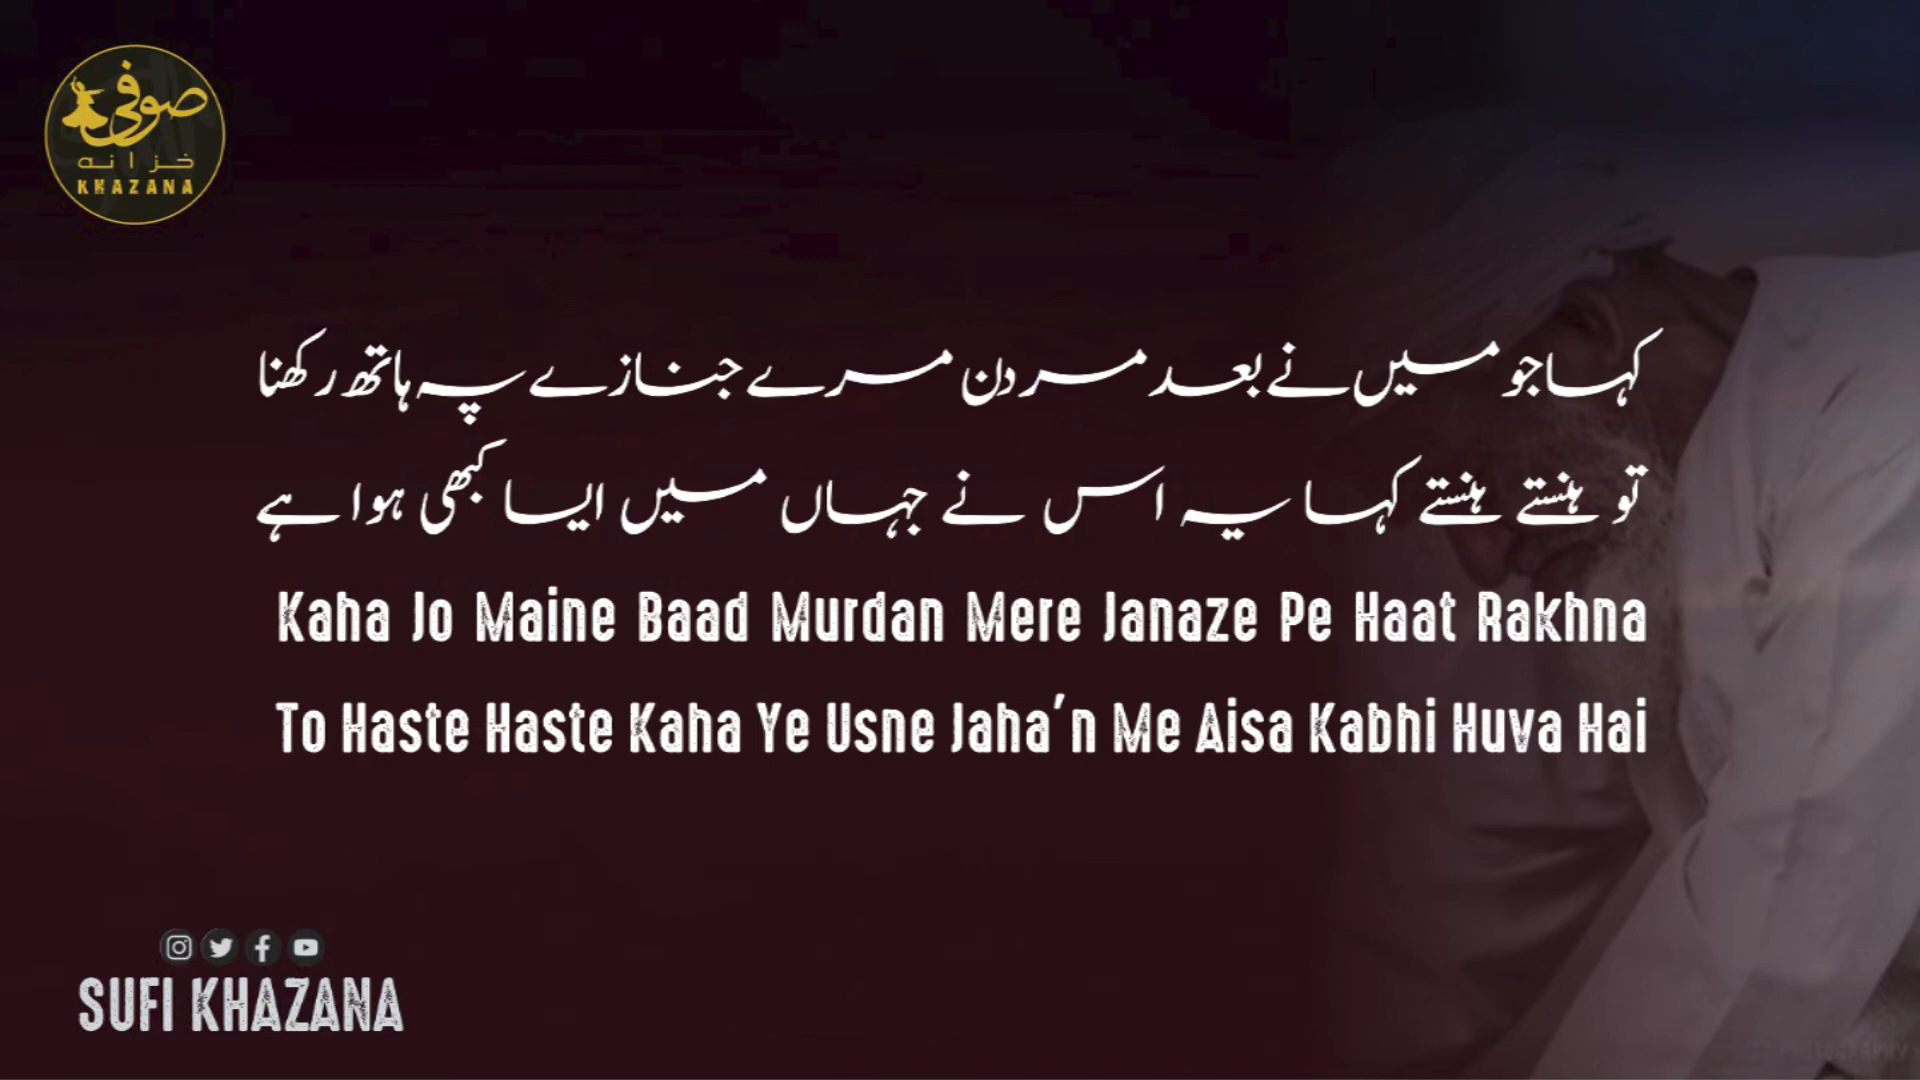 صوفی
خزانہ
KHAZANA
کہا جو میں نے بعد مردن مرے جنازے پہ ہاتھ رکھنا
تو ہنستے ہنستے کہا یہ اس نے جہاں میں ایسا کبھی ہوا ہے
Kaha Jo Maine Baad Murdan Mere Janaze Pe Haat Rakhna
To Haste Haste Kaha Ye Usne Jaha'n Me Aisa Kabhi Huva Hai
SUFI KHAZANA